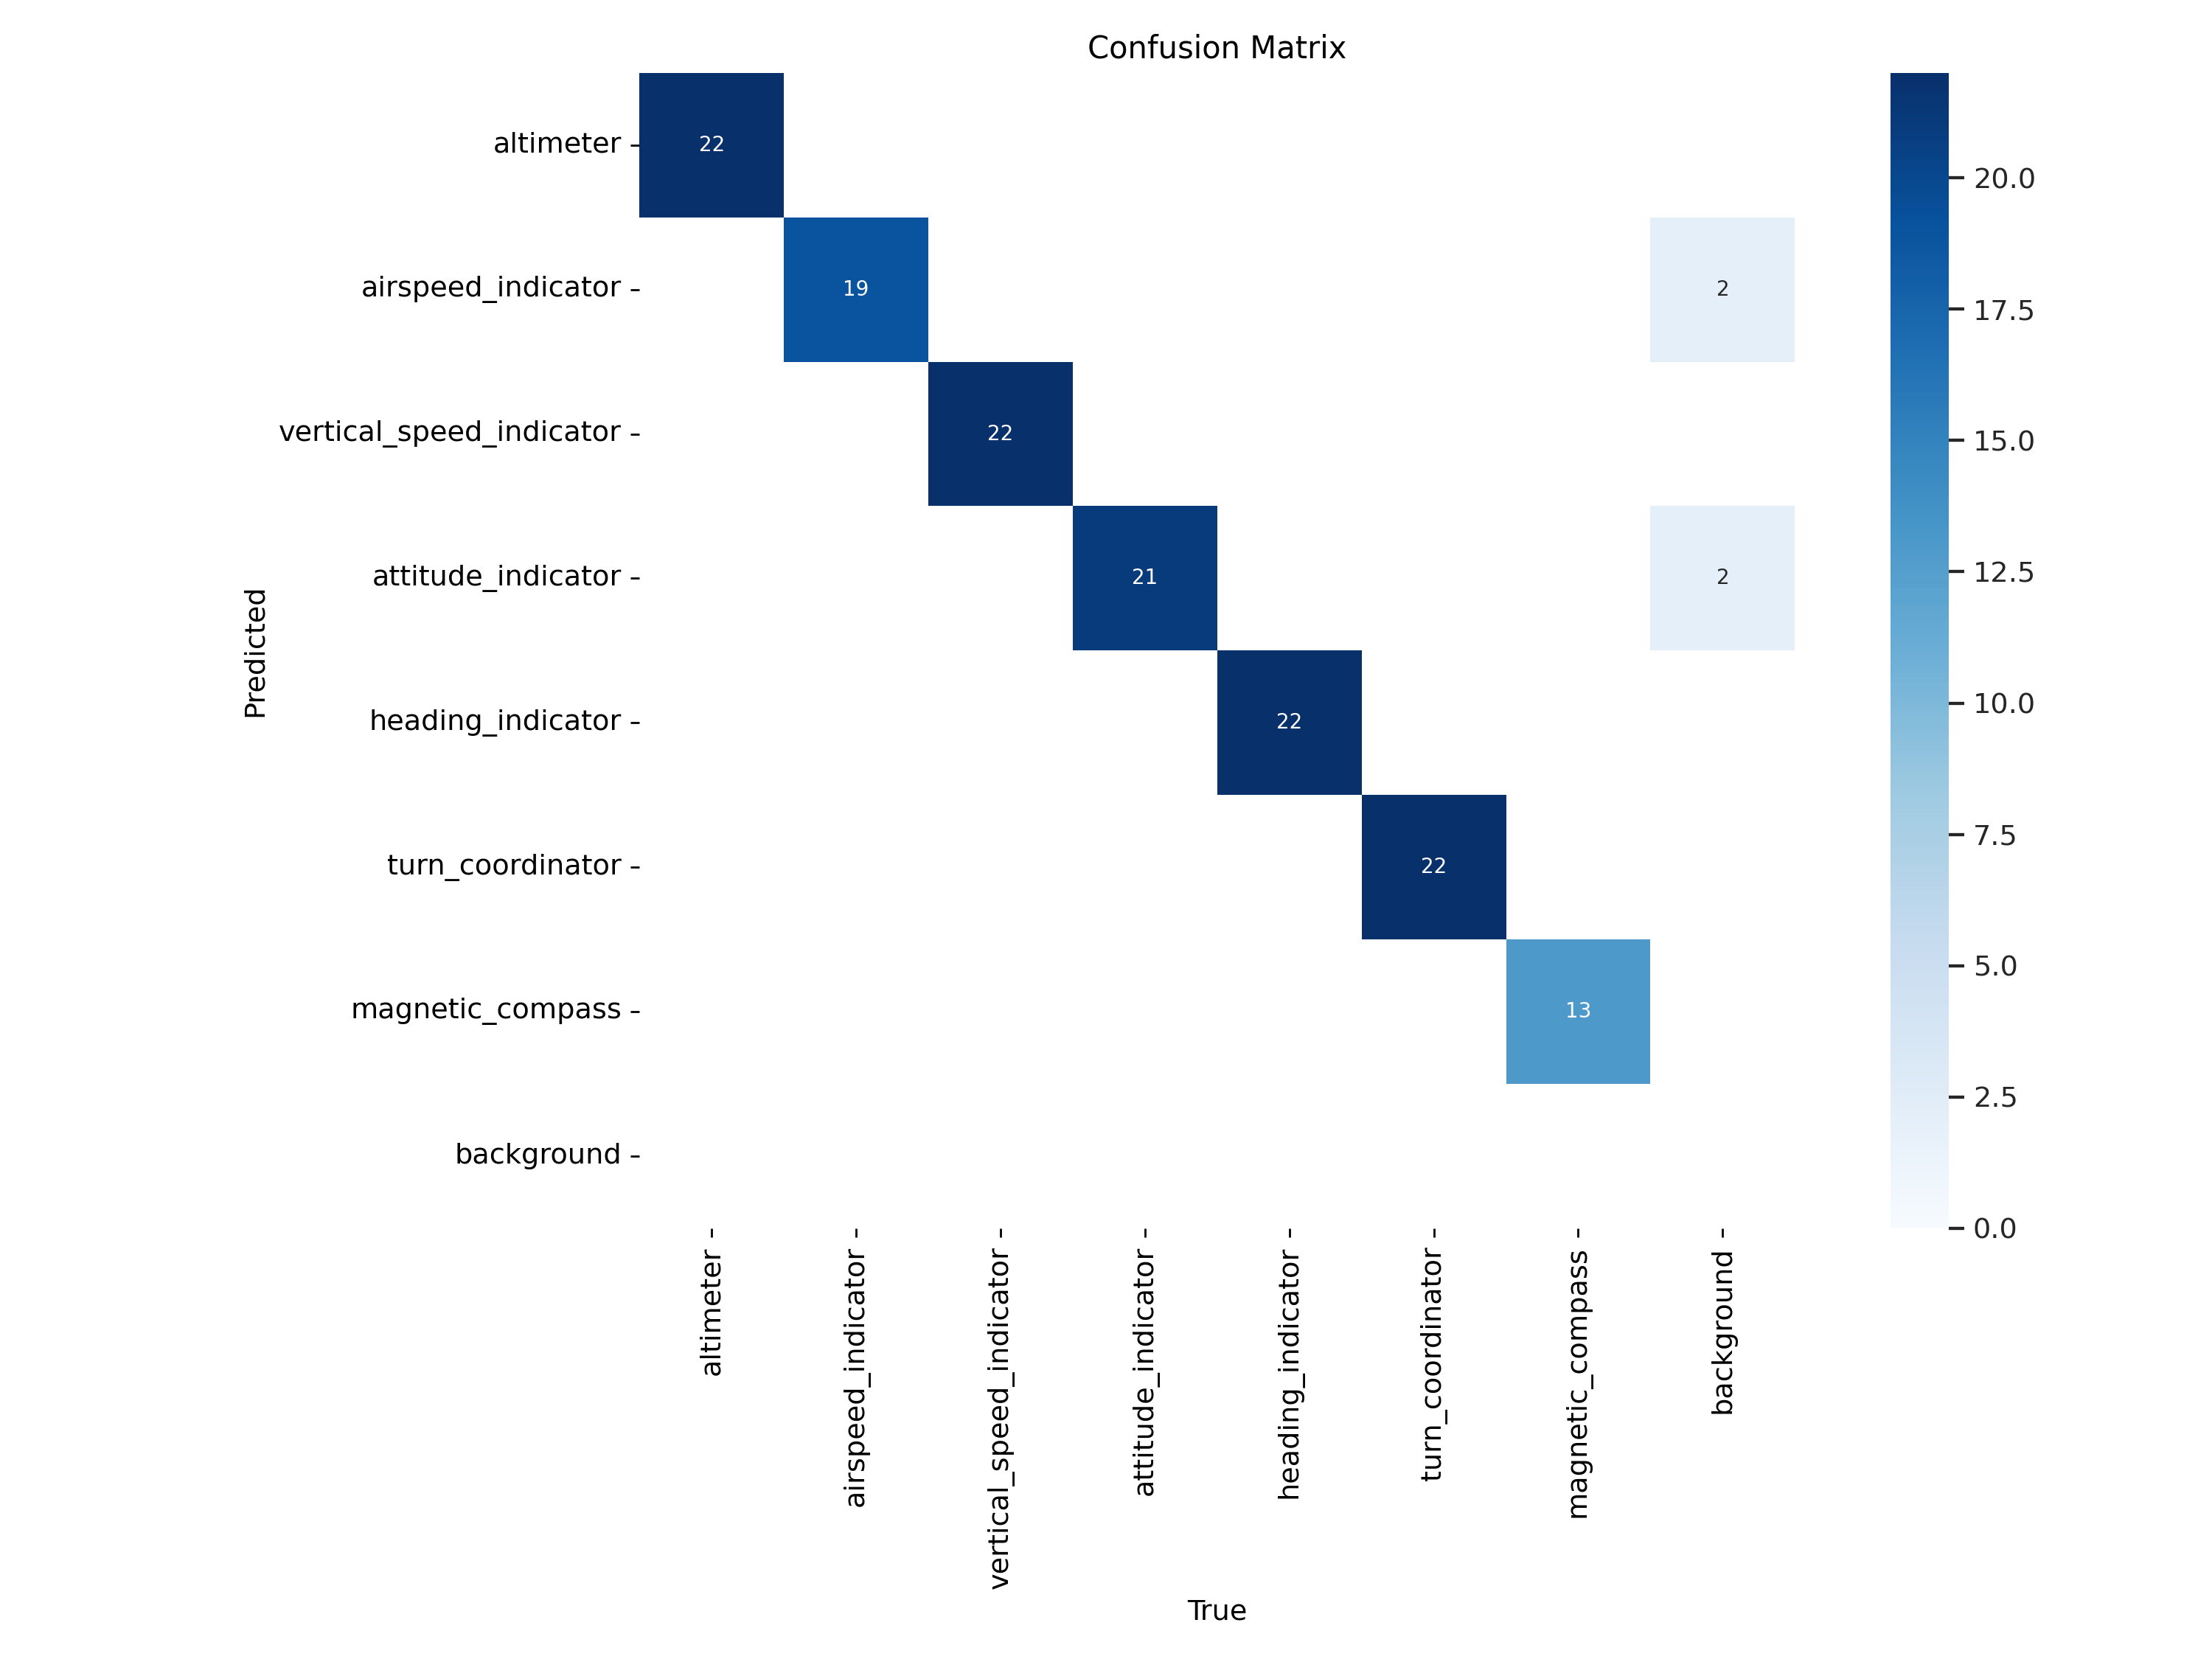 Confusion Matrix
altimeter
22
airspeed_indicator
19
2
vertical_speed_indicator
22
attitude_indicator
21
2
heading_indicator
22
turn_coordinator
22
magnetic_compass
13
background
Predicted
altimeter
airspeed_indicator
vertical_speed_indicator
attitude_indicator
heading_indicator
turn_coordinator
magnetic_compass
background
True
20.0
17.5
15.0
12.5
10.0
7.5
5.0
2.5
0.0